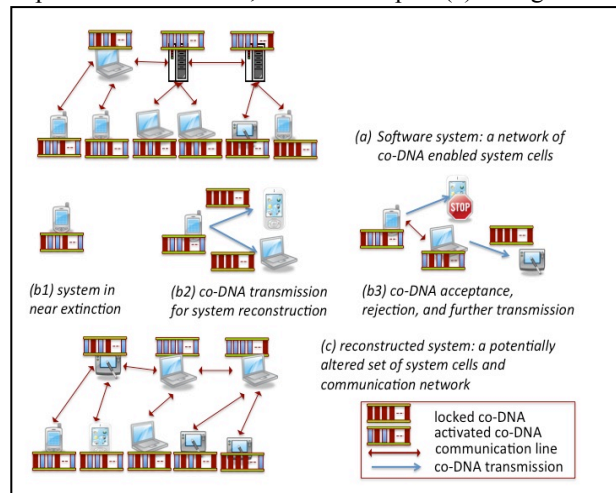 (a) Software system: a network of
co-DNA enabled system cells
STOP
(b1) system in
near extinction
(b2) co-DNA transmission
for system reconstruction
(b3) co-DNA acceptance,
rejection, and further transmission
(c) reconstructed system: a potentially
altered set of system cells and
communication network
locked co-DNA
activated co-DNA
communication line
co-DNA transmission